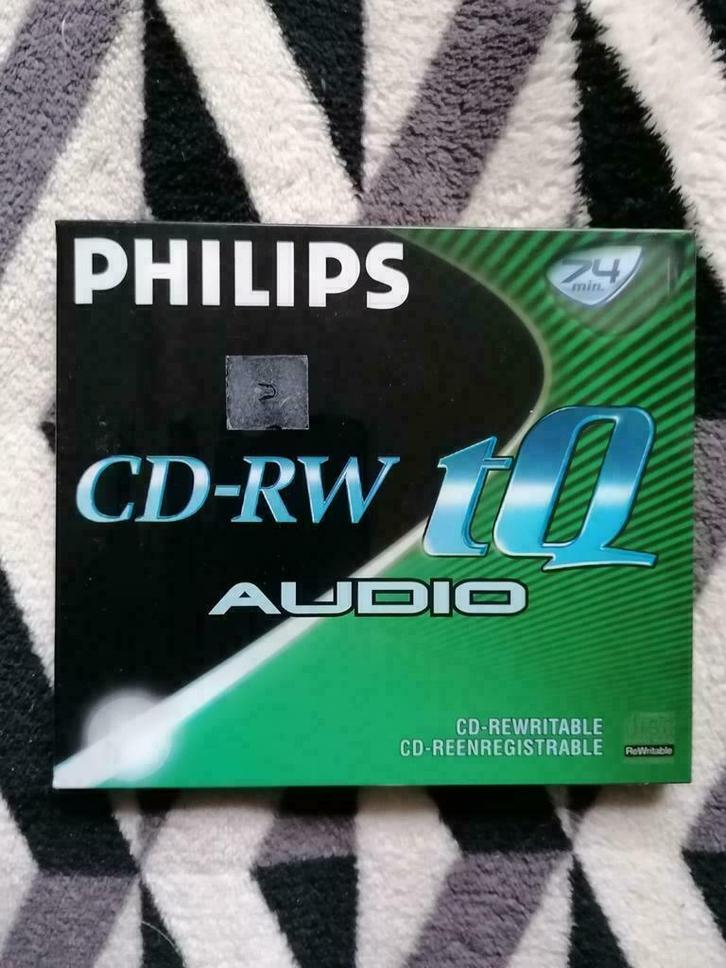 PHILIPS
74
min.
CD-RW tQ
AUDIO
CD-REWRITABLE
CD-REENREGISTRABLE
ReWritable